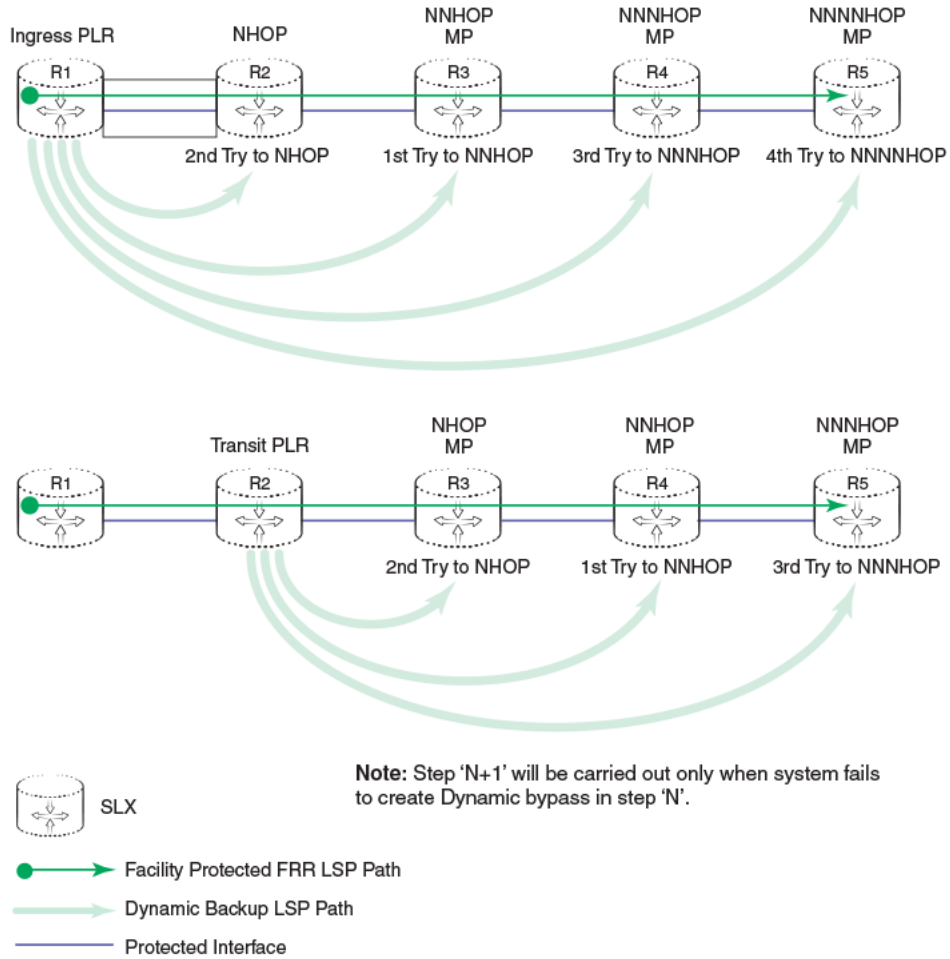 Ingress PLR
NHOP
NNHOP
MP
NNNHOP
MP
NNNNHOP
MP
R1
R2
R3
R4
R5
2nd Try to NHOP
1st Try to NNHOP
3rd Try to NNNHOP
4th Try to NNNNHOP
Transit PLR
NHOP
MP
NNHOP
MP
NNNHOP
MP
R1
R2
R3
R4
R5
2nd Try to NHOP
1st Try to NNHOP
3rd Try to NNNHOP
SLX
Note: Step ‘N+1’ will be carried out only when system fails
to create Dynamic bypass in step ‘N’.
Facility Protected FRR LSP Path
Dynamic Backup LSP Path
Protected Interface